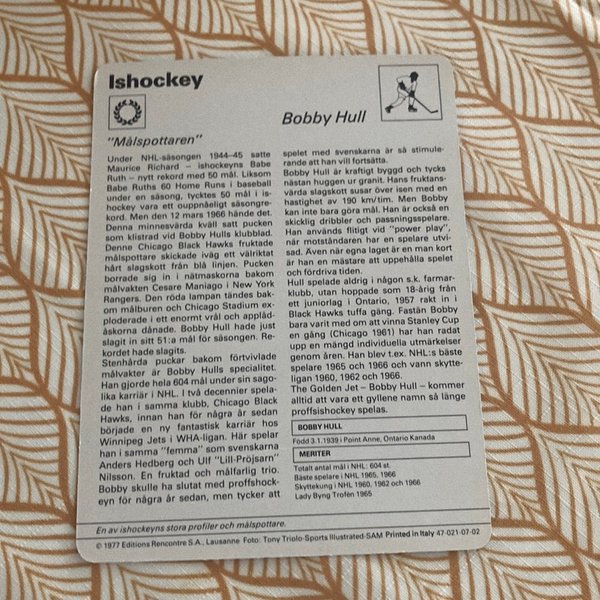 Ishockey
Bobby Hull
"Målspottaren"
Under NHL-säsongen 1944-45 satte
Maurice Richard – ishockeyns Babe
Ruth – nytt rekord med 50 mål. Liksom
Babe Ruths 60 Home Runs i baseball
under en säsong, tycktes 50 mål i is-
hockey vara ett ouppnåeligt säsongre-
kord. Men den 12 mars 1966 hände det.
Denna minnesvärda kväll satt pucken
som klistrad vid Bobby Hulls klubblad.
Denne Chicago Black Hawks fruktade
målspottare skickade iväg ett välriktat
hårt slagskott från blå linjen. Pucken
borrade sig in i nätmaskorna bakom
målvakten Cesare Maniago i New York
Rangers. Den röda lampan tändes bak-
om målburen och Chicago Stadium ex-
ploderade i ett enormt vrål och applåd-
åskorna dånade. Bobby Hull hade just
slagit in sitt 51:a mål för säsongen. Re-
kordet hade slagits.
Stenhårda puckar bakom förtvivlade
målvakter är Bobby Hulls specialitet.
Han gjorde hela 604 mål under sin sago-
lika karriär i NHL. I två decennier spela-
de han i samma klubb, Chicago Black
Hawks, innan han för några år sedan
började en ny fantastisk karriär hos
Winnipeg Jets i WHA-ligan. Här spelar
han i samma "femma" som svenskarna
Anders Hedberg och Ulf "Lill-Pröjsarn"
Nilsson. En fruktad och målfarlig trio.
Bobby skulle ha slutat med proffshock-
eyn för några år sedan, men tycker att
spelet med svenskarna är så stimule-
rande att han vill fortsätta.
Bobby Hull är kraftigt byggd och tycks
nästan huggen ur granit. Hans fruktans-
värda slagskott susar över isen med en
hastighet av 190 km/tim. Men Bobby
kan inte bara göra mål. Han är också en
skicklig dribbler och passningsspelare.
Han används flitigt vid "power play",
när motståndaren har en spelare utvi-
sad. Även när egna laget är en man kort
är han en mästare att uppehålla spelet
och fördriva tiden.
Hull spelade aldrig i någon s.k. farmar-
klubb, utan hoppade som 18-årig från
ett juniorlag i Ontario, 1957 rakt in i
Black Hawks tuffa gäng. Fastän Bobby
bara varit med om att vinna Stanley Cup
en gång (Chicago 1961) har han radat
upp en mängd individuella utmärkelser
genom åren. Han blev t.ex. NHL:s bäste
spelare 1965 och 1966 och vann skytte-
ligan 1960, 1962 och 1966.
The Golden Jet – Bobby Hull – kommer
alltid att vara ett gyllene namn så länge
proffsishockey spelas.
BOBBY HULL
Född 3.1.1939 i Point Anne, Ontario Kanada
MERITER
Totalt antal mål i NHL: 604 st.
Bäste spelare i NHL 1965, 1966
Skyttekung i NHL 1960, 1962 och 1966
Lady Byng Trofén 1965
En av ishockeyns stora profiler och målspottare.
© 1977 Editions Rencontre S.A., Lausanne Foto: Tony Triolo-Sports Illustrated-SAM Printed in Italy 47-021-07-02